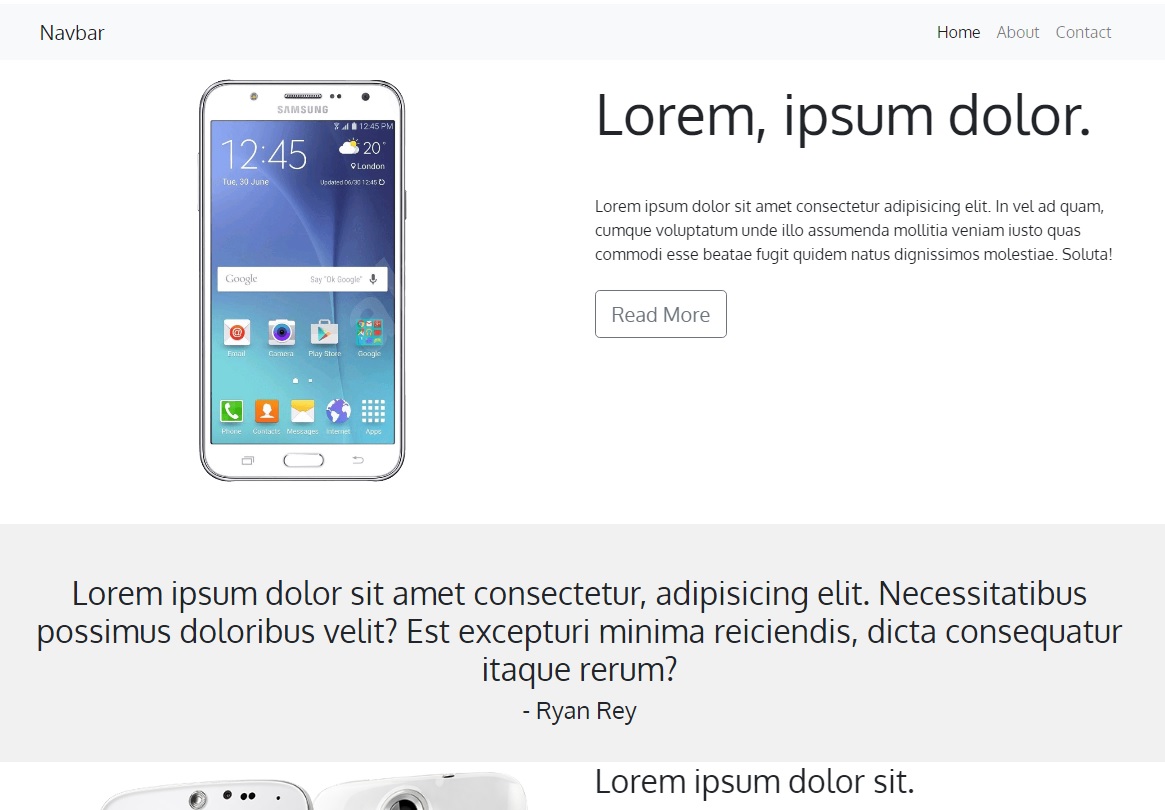 Navbar
Home About Contact
SAMSUNG
12:45 PM
12:45
20°
London
Tue, 30 June
Updated 06/30 12:45
Google
Say "Ok Google"
Email Camera Play Store Google
Phone Contacts Messages Internet Apps
Lorem, ipsum dolor.
Lorem ipsum dolor sit amet consectetur adipisicing elit. In vel ad quam,
cumque voluptatum unde illo assumenda mollitia veniam iusto quas
commodi esse beatae fugit quidem natus dignissimos molestiae. Soluta!
Read More
Lorem ipsum dolor sit amet consectetur, adipisicing elit. Necessitatibus
possimus doloribus velit? Est excepturi minima reiciendis, dicta consequatur
itaque rerum?
- Ryan Rey
Lorem ipsum dolor sit.